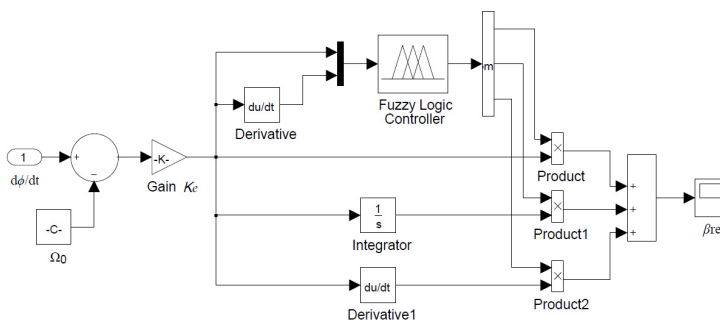 du/dt
Derivative
Fuzzy Logic
Controller
m
1
dϕ/dt
+
−
-K-
Gain Ke
-C-
Ω0
×
Product
1
s
Integrator
×
Product1
du/dt
Derivative1
×
Product2
+
+
+
βre